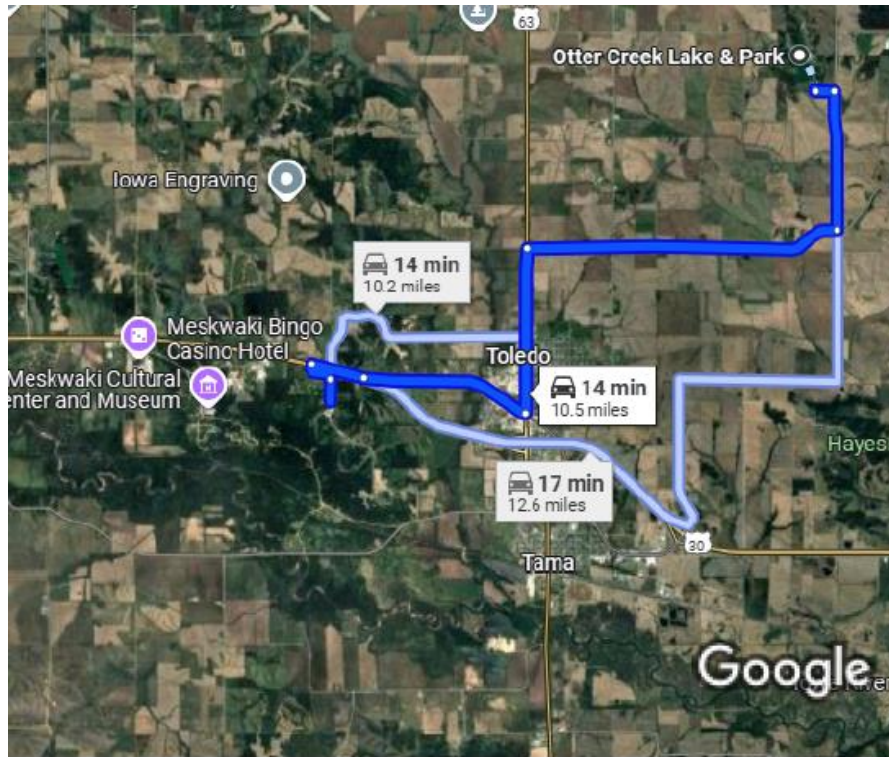 63
Otter Creek Lake & Park
Iowa Engraving
14 min
10.2 miles
Meskwaki Bingo
Casino Hotel
Toledo
Meskwaki Cultural
enter and Museum
14 min
10.5 miles
Hayes
17 min
12.6 miles
30
Tama
Google
River